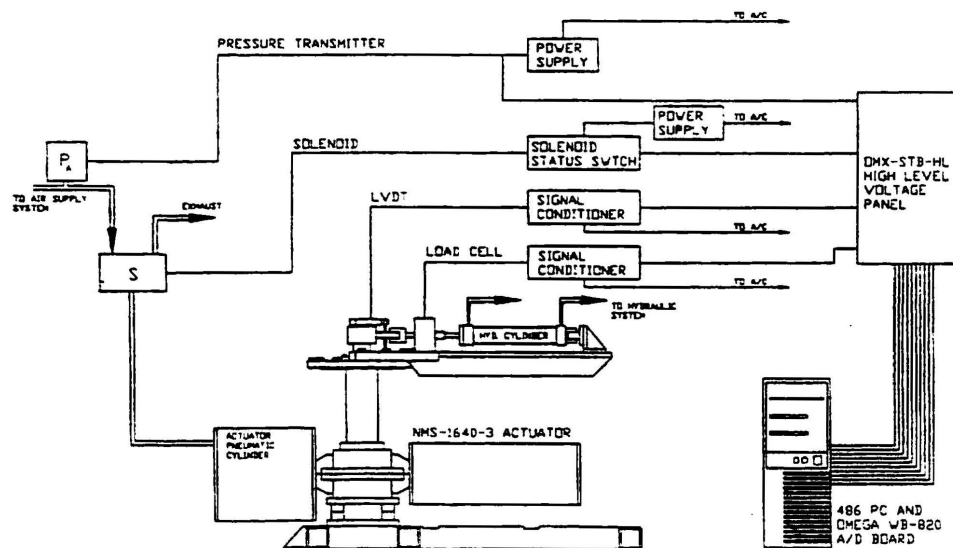 TO A/C
PRESSURE TRANSMITTER
POWER
SUPPLY
POWER
SUPPLY
TO A/C
SOLENOID
SOLENOID
STATUS SWTCH
OMX-STB-HL
HIGH LEVEL
VOLTAGE
PANEL
P
A
TO AIR SUPPLY
SYSTEM
EXHAUST
LVDT
SIGNAL
CONDITIONER
TO A/C
S
LOAD CELL
SIGNAL
CONDITIONER
TO A/C
TO HYDRAULIC
SYSTEM
HYD. CYLINDER
ACTUATOR
PNEUMATIC
CYLINDER
NMS-1640-3 ACTUATOR
486 PC AND
OMEGA WB-820
A/D BOARD